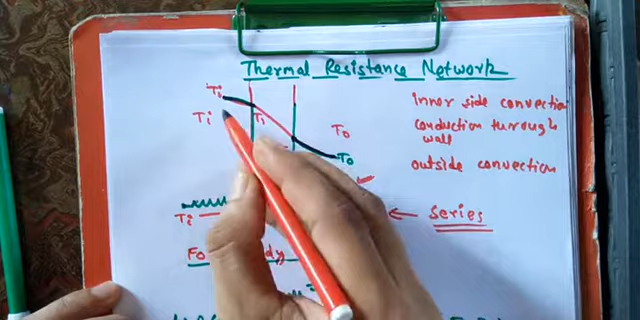 Thermal Resistance Network
Ti
Ti
T1
To
To
inner side convection
conduction through
wall
outside convection
Ti
series